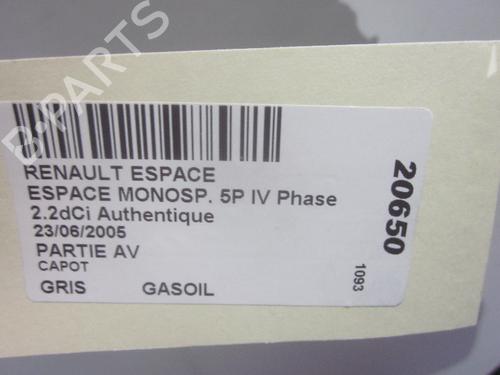 B-PARTS
RENAULT ESPACE
ESPACE MONOSP. 5P IV Phase
2.2dCi Authentique
23/06/2005
PARTIE AV
CAPOT
GRIS GASOIL
20650
1093